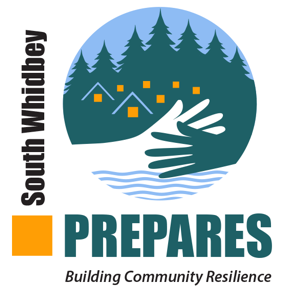 South Whidbey
PREPARES
Building Community Resilience